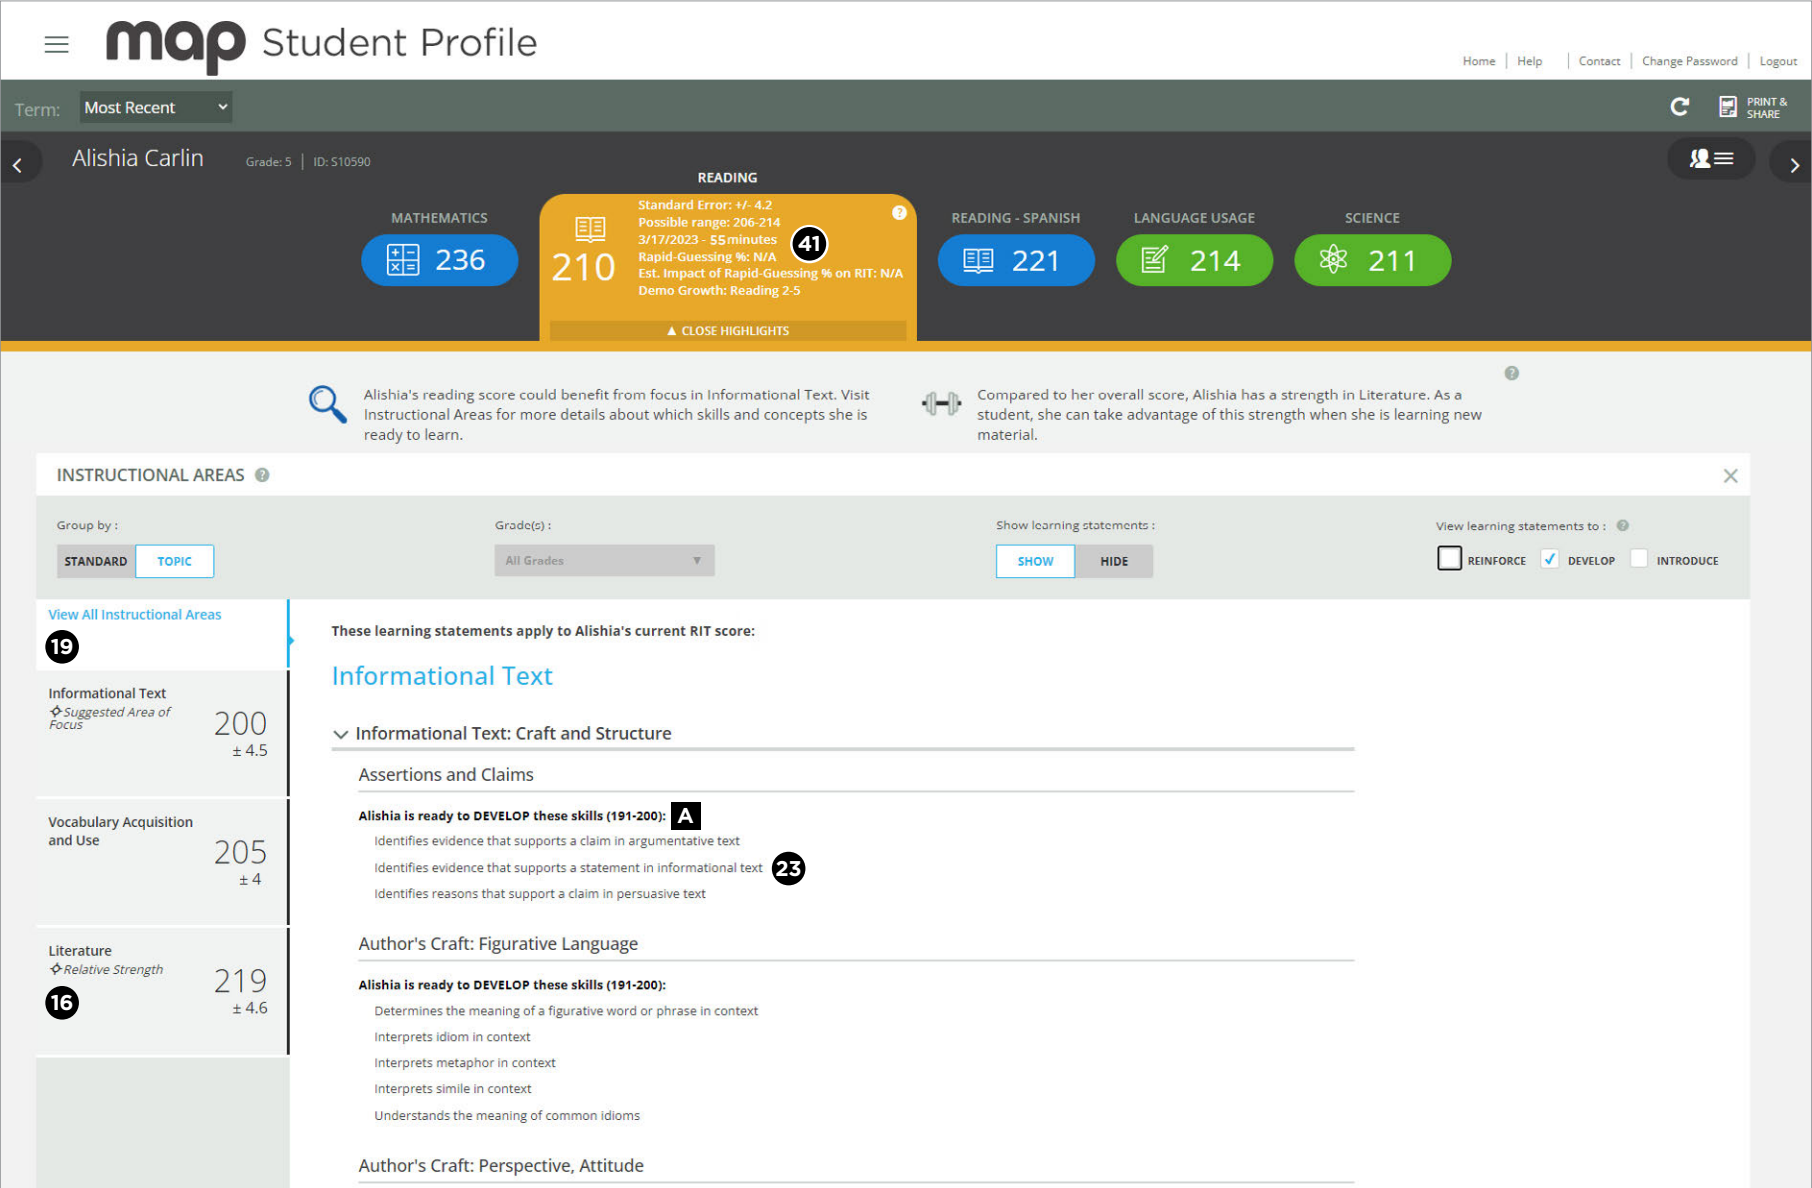 map Student Profile
Home | Help | Contact | Change Password | Logout
Term: Most Recent
PRINT &
SHARE
Alishia Carlin Grade: 5 | ID: S10590
READING
MATHEMATICS
236
210
Standard Error: +/- 4.2
Possible range: 206-214
3/17/2023 - 55 minutes
41
Rapid-Guessing %: N/A
Est. Impact of Rapid-Guessing % on RIT: N/A
Demo Growth: Reading 2-5
▲ CLOSE HIGHLIGHTS
READING - SPANISH
221
LANGUAGE USAGE
214
SCIENCE
211
Alishia's reading score could benefit from focus in Informational Text. Visit
Instructional Areas for more details about which skills and concepts she is
ready to learn.
Compared to her overall score, Alishia has a strength in Literature. As a
student, she can take advantage of this strength when she is learning new
material.
INSTRUCTIONAL AREAS
Group by :
STANDARD TOPIC
Grade(s) :
All Grades
Show learning statements :
SHOW HIDE
View learning statements to :
REINFORCE DEVELOP INTRODUCE
View All Instructional Areas
19
Informational Text
Suggested Area of
Focus
200
± 4.5
Vocabulary Acquisition
and Use
205
± 4
Literature
Relative Strength
16
219
± 4.6
These learning statements apply to Alishia's current RIT score:
Informational Text
Informational Text: Craft and Structure
Assertions and Claims
Alishia is ready to DEVELOP these skills (191-200): A
Identifies evidence that supports a claim in argumentative text
Identifies evidence that supports a statement in informational text 23
Identifies reasons that support a claim in persuasive text
Author's Craft: Figurative Language
Alishia is ready to DEVELOP these skills (191-200):
Determines the meaning of a figurative word or phrase in context
Interprets idiom in context
Interprets metaphor in context
Interprets simile in context
Understands the meaning of common idioms
Author's Craft: Perspective, Attitude